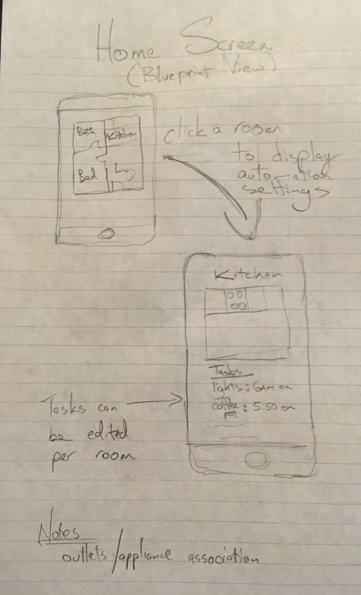 Home Screen
(Blueprint View)
Bath Kitchen
Bed Liv
click a room
to display
automation
settings
Kitchen
Tasks
lights: 6am on
coffee: 5:50 on
pot
Tasks can
be edited
per room
Notes
outlets/appliance association